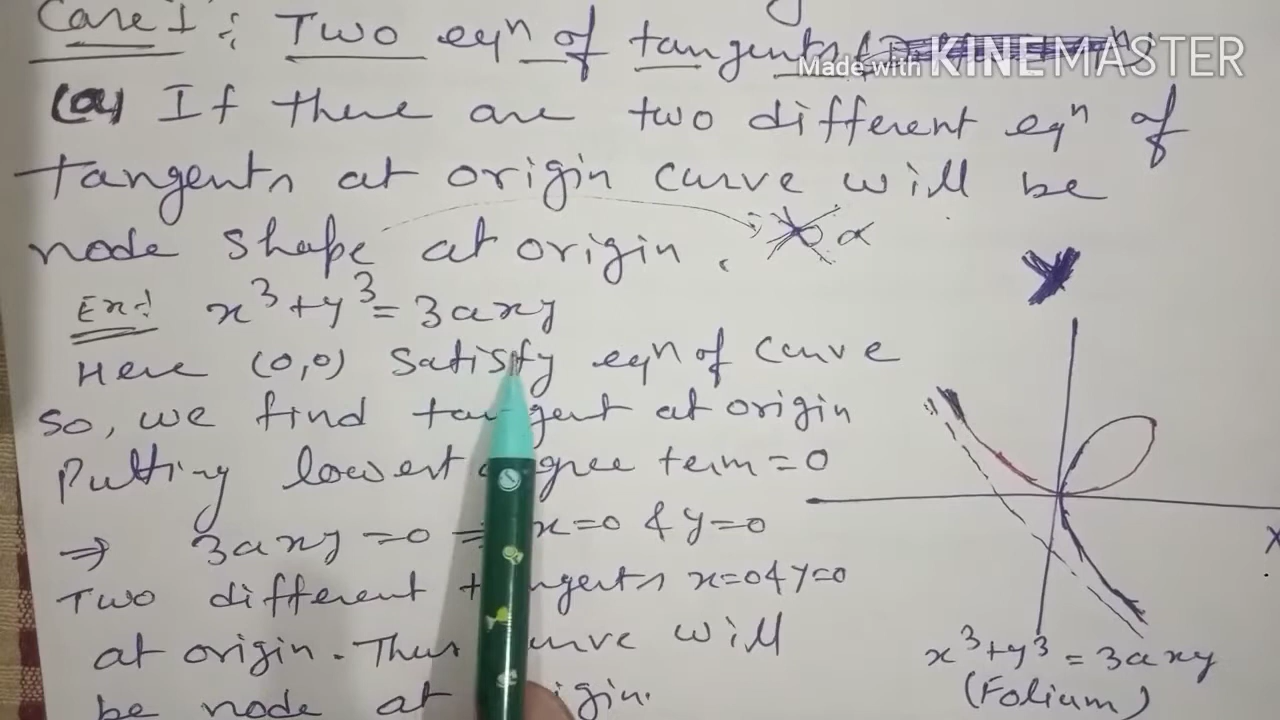 Case I : Two eqⁿ of tangents
Made with KINEMASTER
(a) If there are two different eqⁿ of
tangents at origin curve will be
node shape at origin.
Ex:- x³+y³=3axy
Here (0,0) satisfy eqⁿ of curve
so, we find tangent at origin
Putting lowest degree term=0
⇒ 3axy=0 ⇒ x=0 & y=0
Two different tangents x=0 & y=0
at origin. Thus curve will
be node at origin.
Y
X
x³+y³=3axy
(Folium)